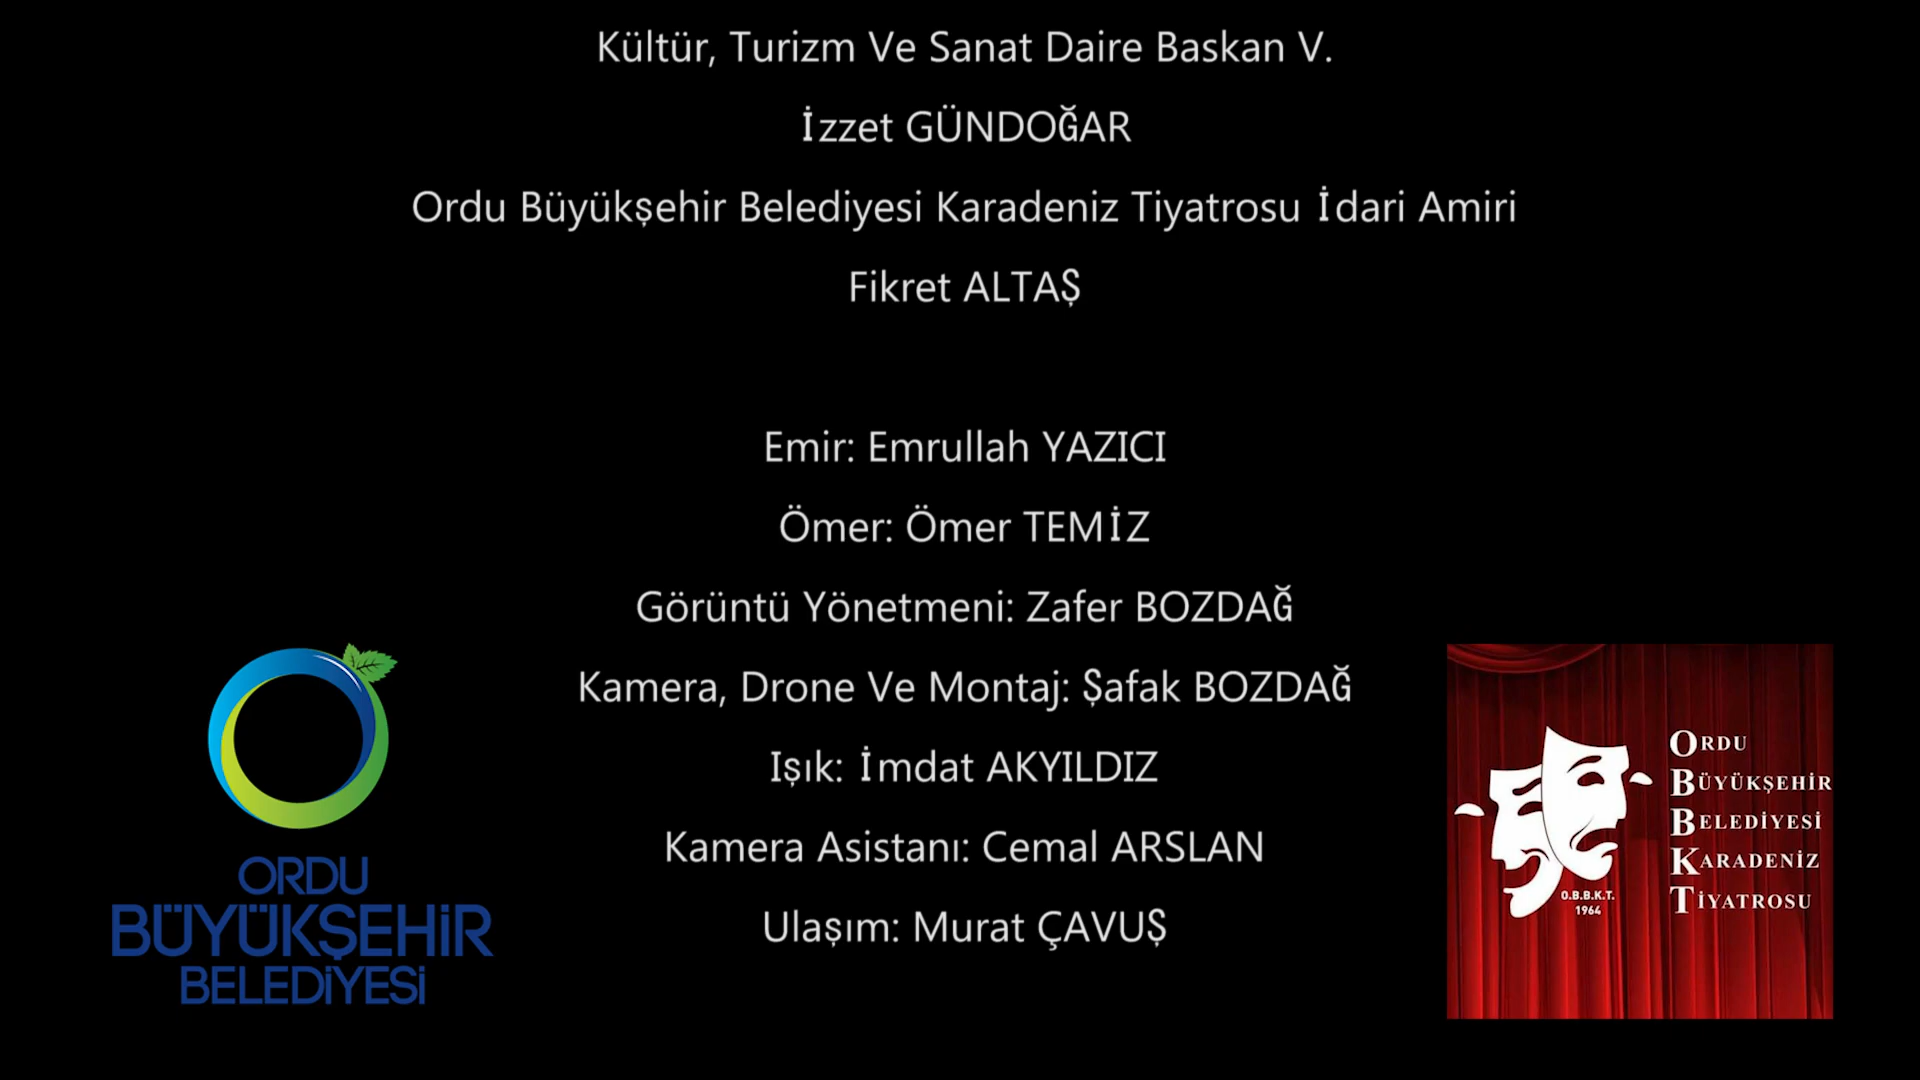 Kültür, Turizm Ve Sanat Daire Baskan V.
İzzet GÜNDOĞAR
Ordu Büyükşehir Belediyesi Karadeniz Tiyatrosu İdari Amiri
Fikret ALTAŞ
Emir: Emrullah YAZICI
Ömer: Ömer TEMİZ
Görüntü Yönetmeni: Zafer BOZDAĞ
Kamera, Drone Ve Montaj: Şafak BOZDAĞ
Işık: İmdat AKYILDIZ
Kamera Asistanı: Cemal ARSLAN
Ulaşım: Murat ÇAVUŞ
ORDU
BÜYÜKŞEHİR
BELEDİYESİ
ORDU
BÜYÜKŞEHİR
BELEDİYESİ
KARADENİZ
TİYATROSU
O.B.B.K.T.
1964